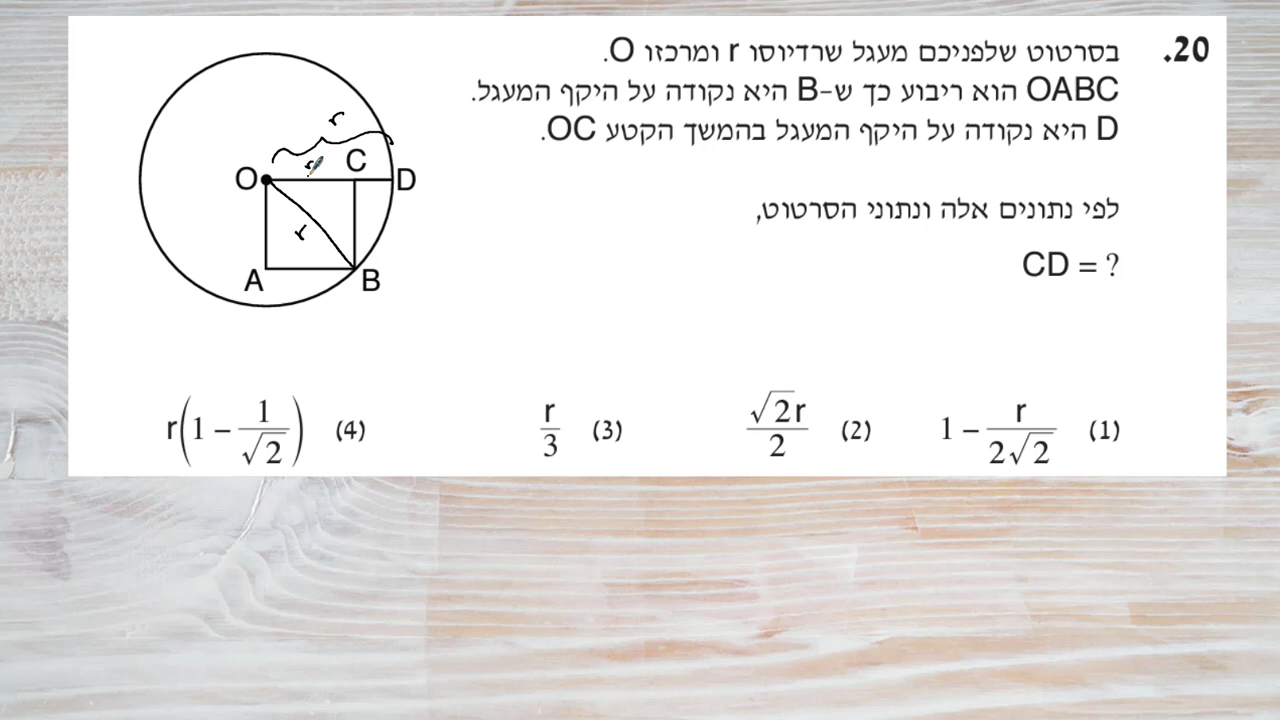 20. בסרטוט שלפניכם מעגל שרדיוסו r ומרכזו O.
OABC הוא ריבוע כך ש-B היא נקודה על היקף המעגל.
D היא נקודה על היקף המעגל בהמשך הקטע OC.
לפי נתונים אלה ונתוני הסרטוט,
CD = ?
r
O C D
r
A B
(1) 1 - r/(2√2) (2) √2r/2 (3) r/3 (4) r(1 - 1/√2)